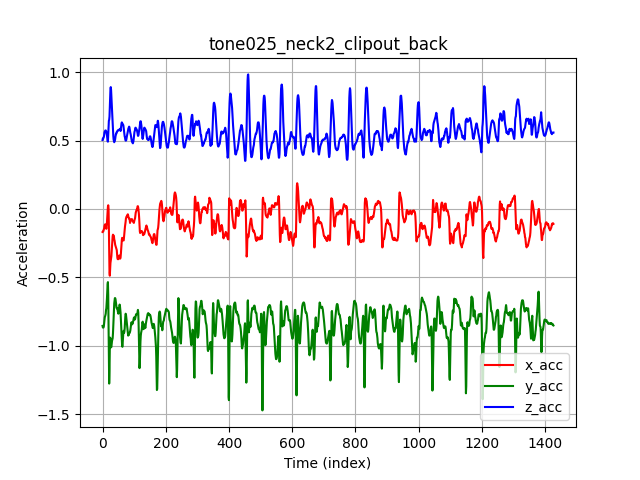 tone025_neck2_clipout_back
1.0
0.5
0.0
−0.5
−1.0
−1.5
Acceleration
x_acc
y_acc
z_acc
0 200 400 600 800 1000 1200 1400
Time (index)